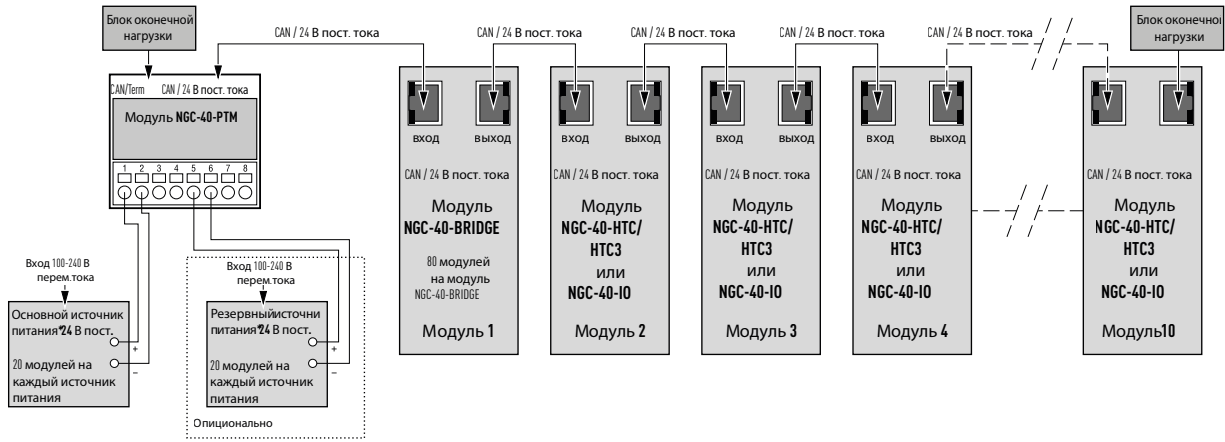 Блок оконечной
нагрузки
CAN/Term
CAN / 24 В пост. тока
Модуль NGC-40-PTM
1 2 3 4 5 6 7 8
Вход 100-240 В
перем.тока
Основной источник
питания*24 В пост.
+
20 модулей на
каждый источник
питания
–
Вход 100-240 В
перем.тока
Резервныйисточни
питания*24 В пост.
+
20 модулей на
каждый источник
питания
–
Опиционально
CAN / 24 В пост. тока
CAN / 24 В пост. тока
CAN / 24 В пост. тока
CAN / 24 В пост. тока
CAN / 24 В пост. тока
вход
выход
CAN / 24 В пост. тока
Модуль
NGC-40-BRIDGE
80 модулей
на модуль
NGC-40-BRIDGE
Модуль 1
вход
выход
CAN / 24 В пост. тока
Модуль
NGC-40-HTC/
HTC3
или
NGC-40-IO
Модуль 2
вход
выход
CAN / 24 В пост. тока
Модуль
NGC-40-HTC/
HTC3
или
NGC-40-IO
Модуль 3
вход
выход
CAN / 24 В пост. тока
Модуль
NGC-40-HTC/
HTC3
или
NGC-40-IO
Модуль 4
Блок оконечної
нагрузки
вход
выход
CAN / 24 В пост. тока
Модуль
NGC-40-HTC/
HTC3
или
NGC-40-IO
Модуль10